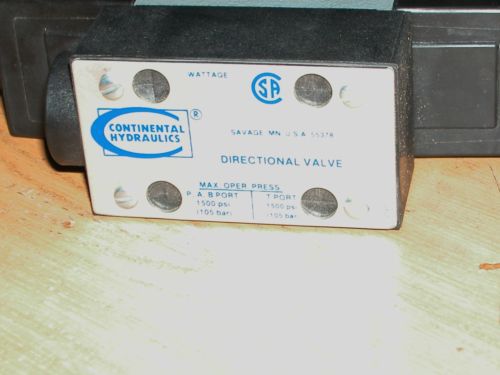 WATTAGE
CSA
CONTINENTAL
HYDRAULICS
®
SAVAGE MN U.S.A. 55378
DIRECTIONAL VALVE
MAX. OPER PRESS.
P. A. B PORT
1500 psi
(105 bar)
T PORT
1500 psi
(105 bar)